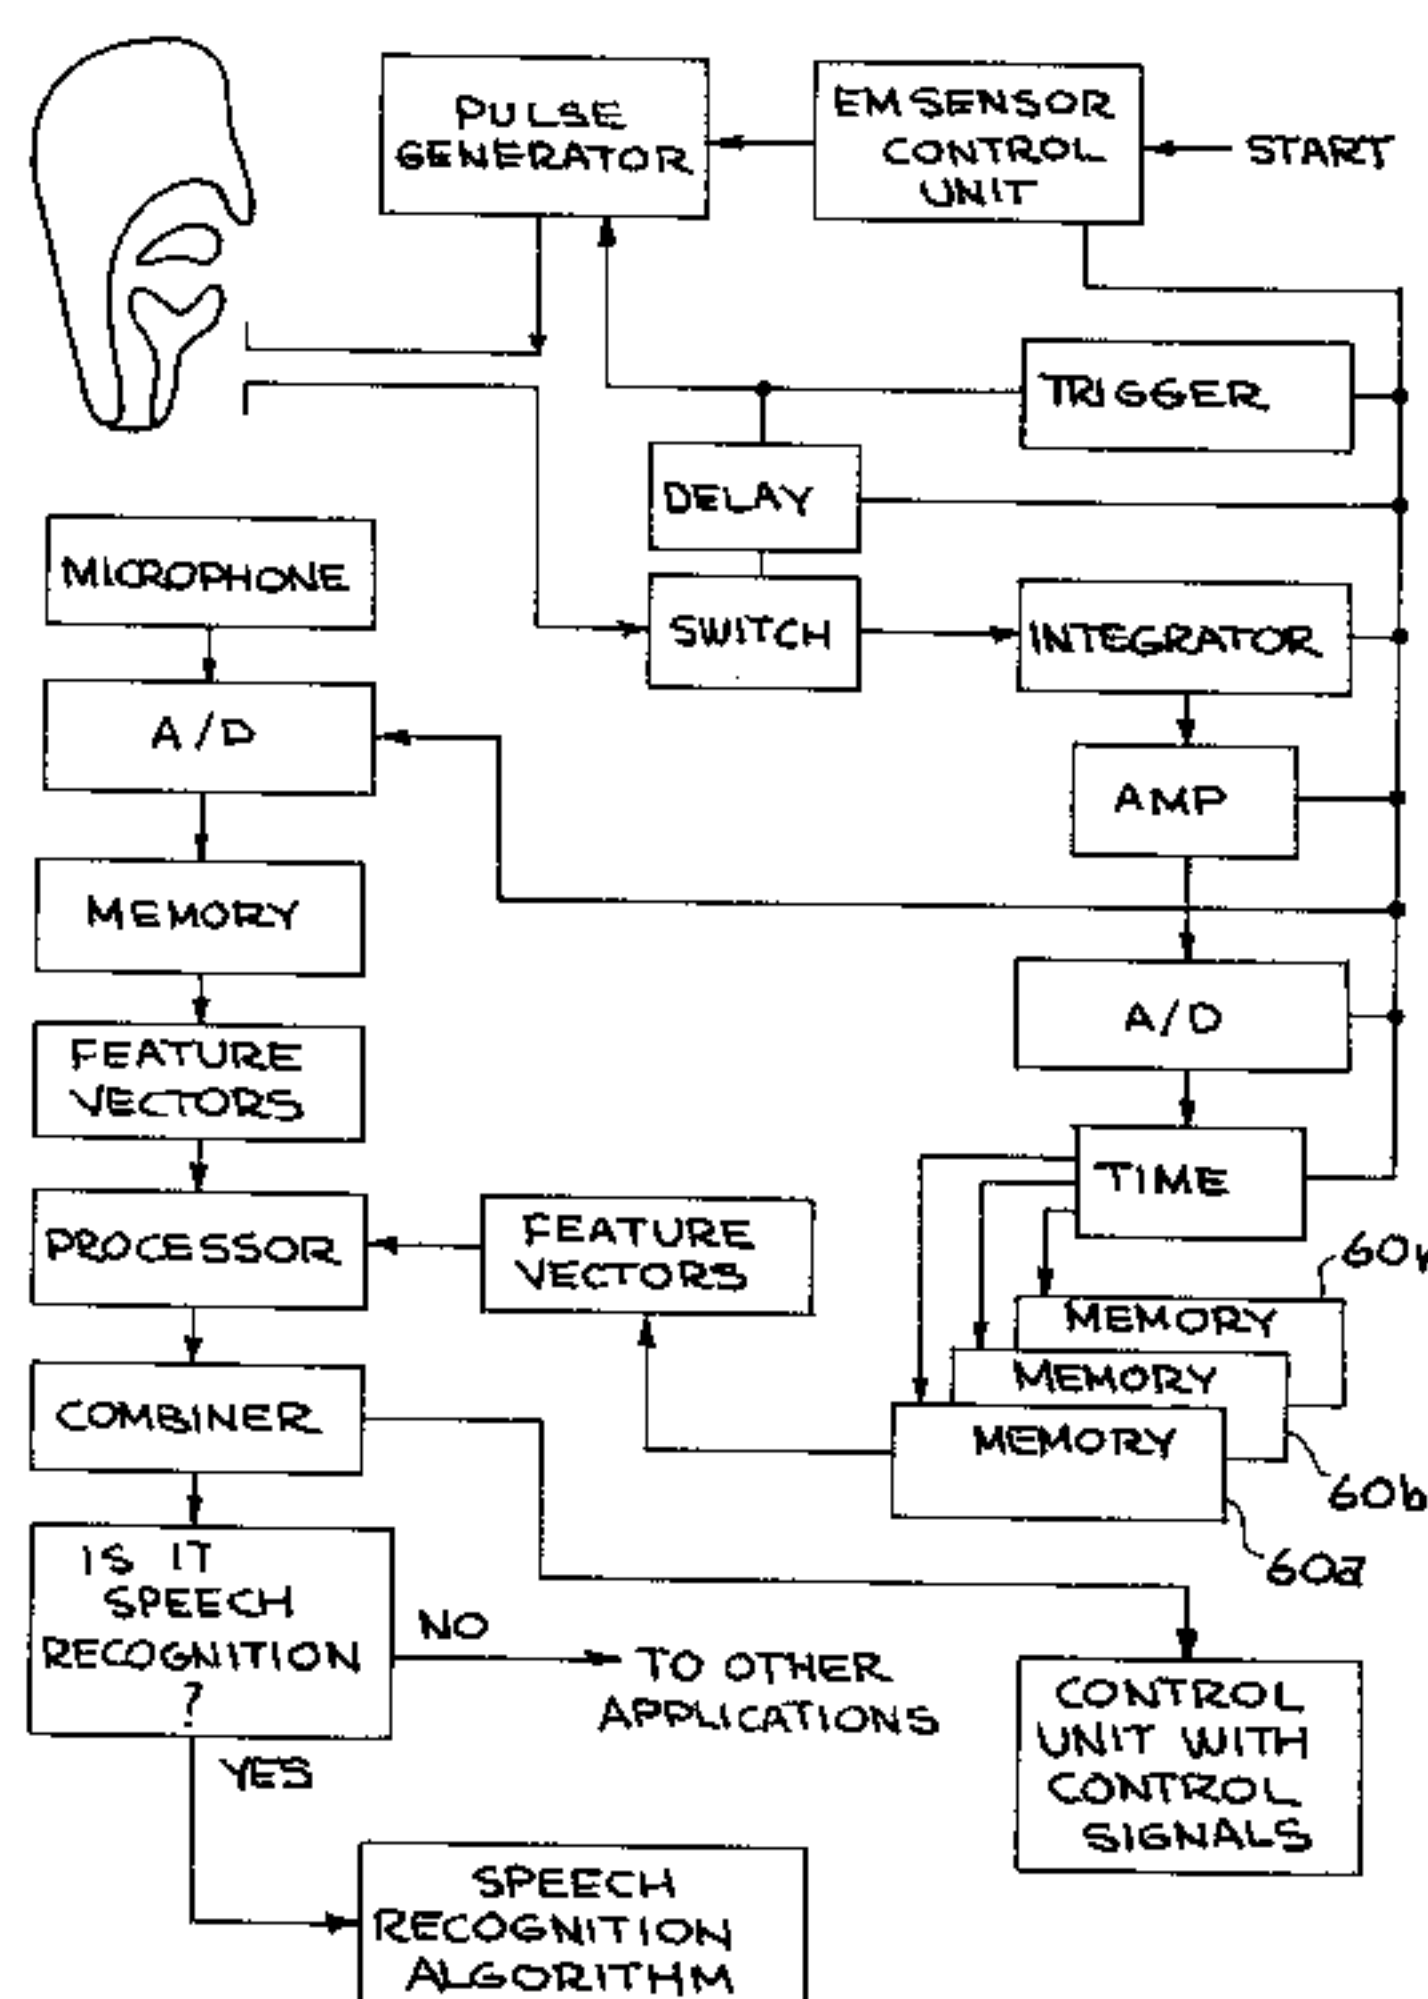 PULSE
GENERATOR
EM SENSOR
CONTROL
UNIT
START
TRIGGER
DELAY
MICROPHONE
SWITCH
INTEGRATOR
A/D
AMP
MEMORY
A/D
FEATURE
VECTORS
TIME
PROCESSOR
FEATURE
VECTORS
MEMORY
MEMORY
60b
COMBINER
MEMORY
60a
IS IT
SPEECH
RECOGNITION
?
NO
TO OTHER
APPLICATIONS
YES
CONTROL
UNIT WITH
CONTROL
SIGNALS
SPEECH
RECOGNITION
ALGORITHM